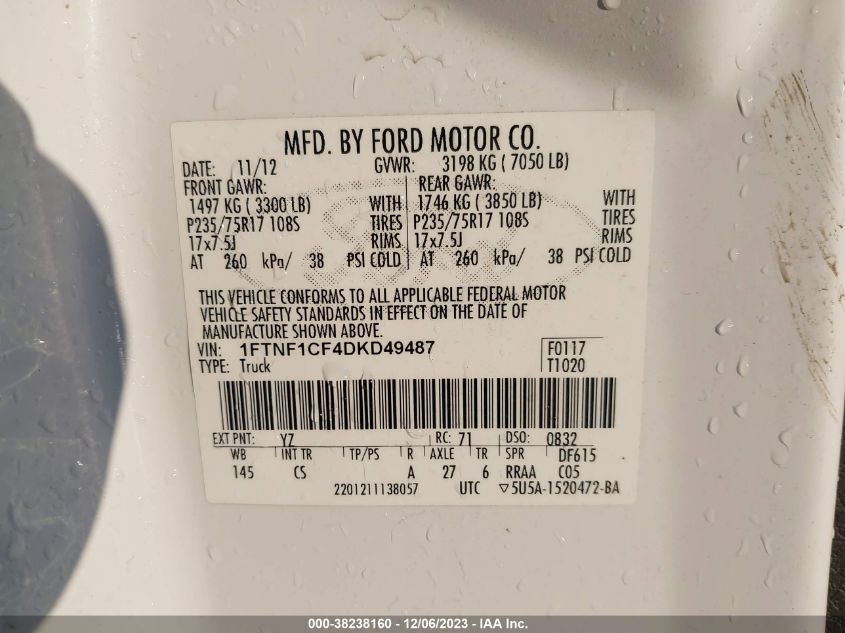 MFD. BY FORD MOTOR CO.
DATE: 11/12 GVWR: 3198 KG ( 7050 LB)
FRONT GAWR: REAR GAWR:
1497 KG ( 3300 LB) WITH 1746 KG ( 3850 LB) WITH
P235/75R17 108S TIRES P235/75R17 108S TIRES
17x7.5J RIMS 17x7.5J RIMS
AT 260 kPa/ 38 PSI COLD AT 260 kPa/ 38 PSI COLD
THIS VEHICLE CONFORMS TO ALL APPLICABLE FEDERAL MOTOR
VEHICLE SAFETY STANDARDS IN EFFECT ON THE DATE OF
MANUFACTURE SHOWN ABOVE.
VIN: 1FTNF1CF4DKD49487 F0117
TYPE: Truck T1020
EXT PNT: YZ RC: 71 DSO: 0832
WB INT TR TP/PS R AXLE TR SPR DF615
145 CS A 27 6 RRAA C05
2201211138057 UTC ▽5U5A-1520472-BA
000-38238160 - 12/06/2023 - IAA Inc.